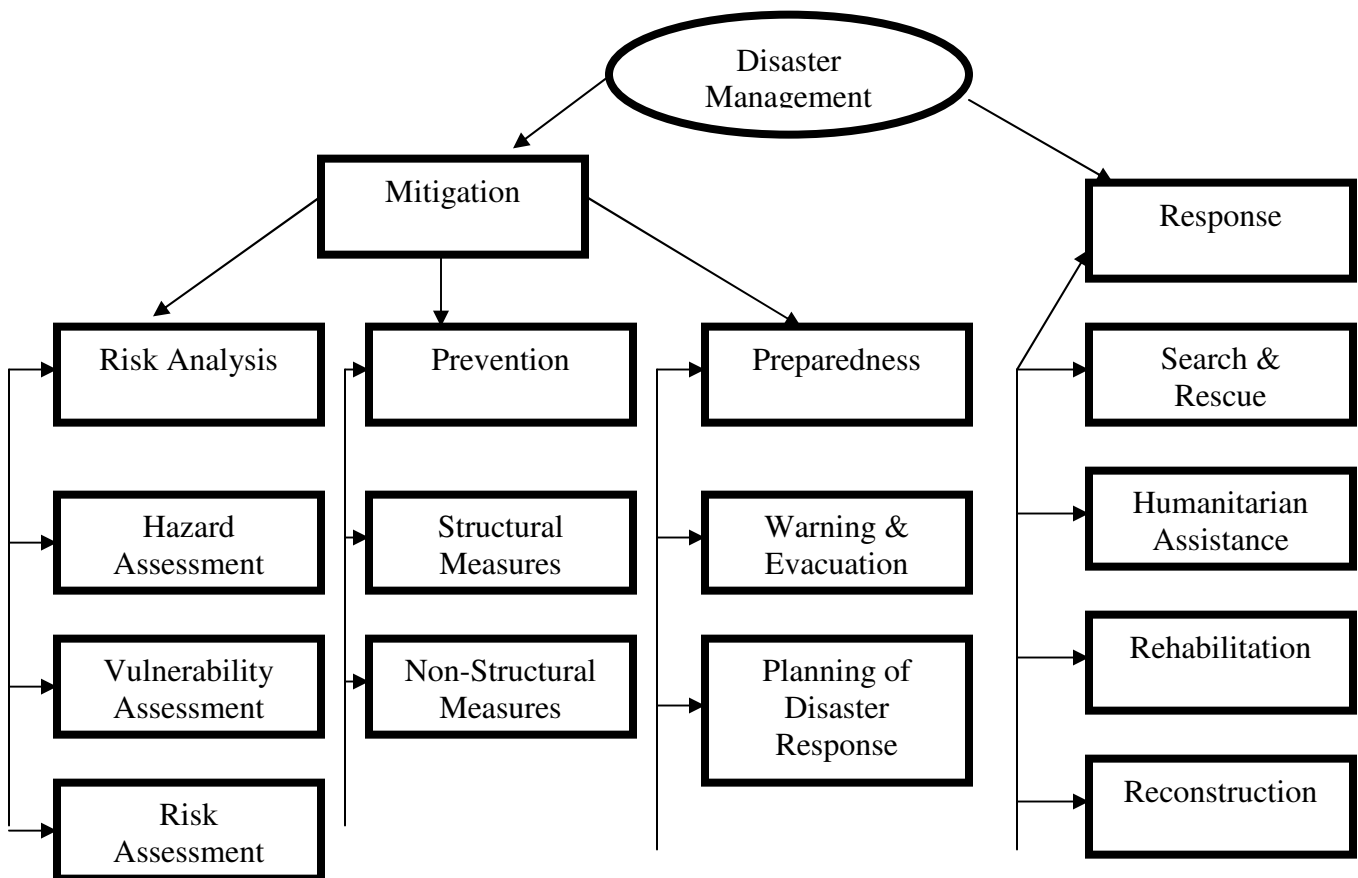 Disaster
Management
Mitigation
Response
Risk Analysis
Prevention
Preparedness
Search &
Rescue
Hazard
Assessment
Structural
Measures
Warning &
Evacuation
Humanitarian
Assistance
Vulnerability
Assessment
Non-Structural
Measures
Planning of
Disaster
Response
Rehabilitation
Risk
Assessment
Reconstruction